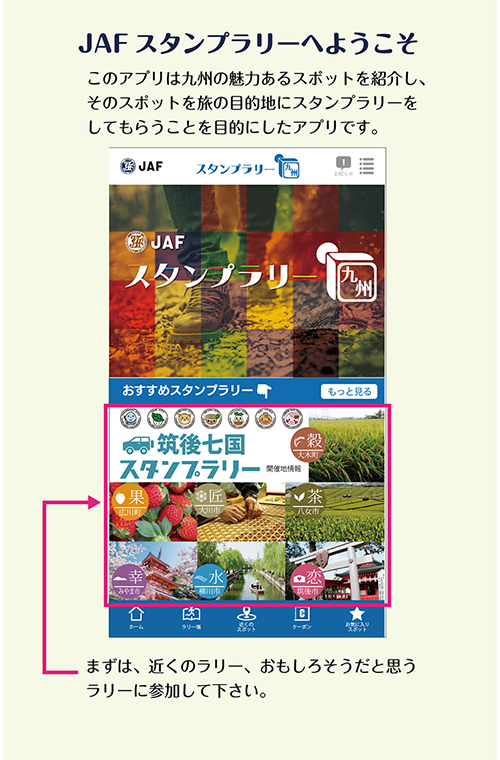 JAF スタンプラリーへようこそ
このアプリは九州の魅力あるスポットを紹介し、
そのスポットを旅の目的地にスタンプラリーを
してもらうことを目的にしたアプリです。
JAF スタンプラリー 九州 お知らせ
JAF
スタンプラリー 九州
おすすめスタンプラリー もっと見る
筑後七国
スタンプラリー 開催地情報
穀 大木町
果 広川町
匠 大川市
茶 八女市
幸 みやま市
水 柳川市
恋 筑後市
ホーム ラリー帳 近くのスポット クーポン お気に入りスポット
まずは、近くのラリー、おもしろそうだと思う
ラリーに参加して下さい。